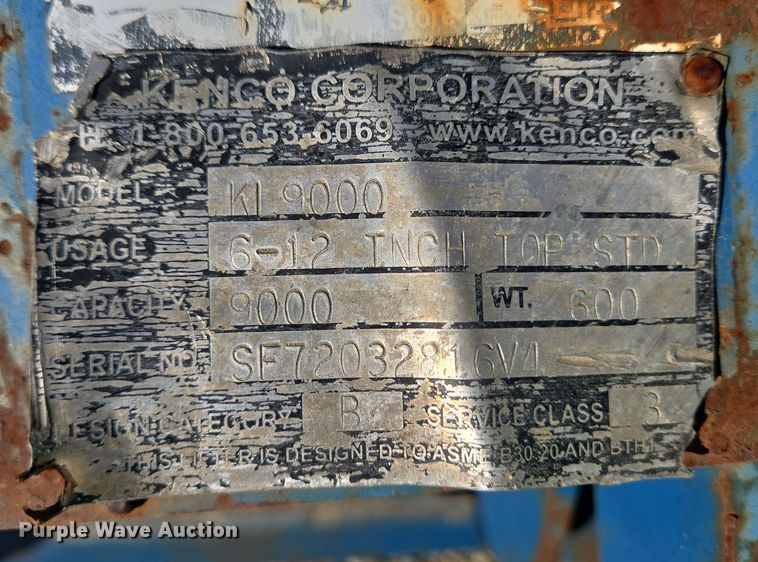 KENCO CORPORATION
PH 1-800-653-6069 www.kenco.com
MODEL KL9000
USAGE 6-12 INCH TOP STD
CAPACITY 9000 WT. 600
SERIAL NO. SF72032816V4
DESIGN CATEGORY B SERVICE CLASS 3
THIS LIFTER IS DESIGNED TO ASME B30.20 AND BTH1
Purple Wave Auction